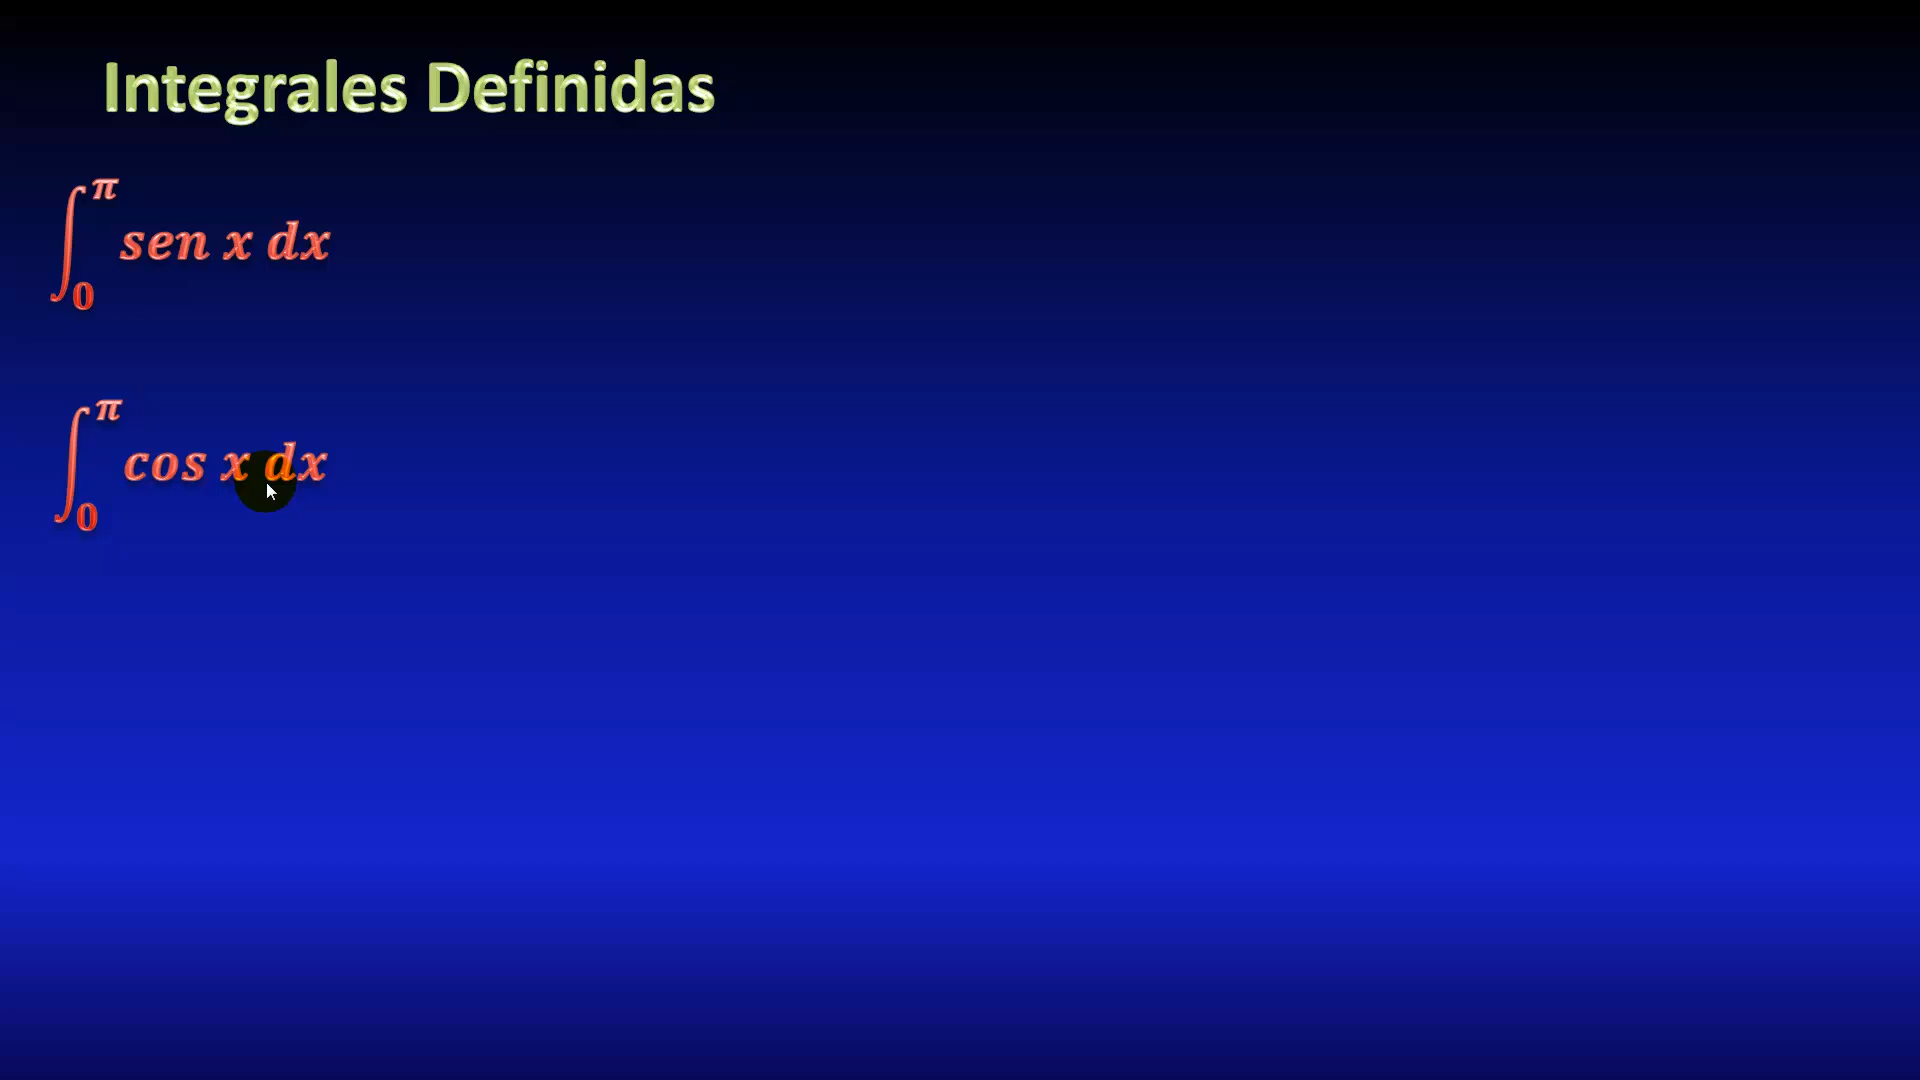 Integrales Definidas
∫₀^π sen x dx
∫₀^π cos x dx